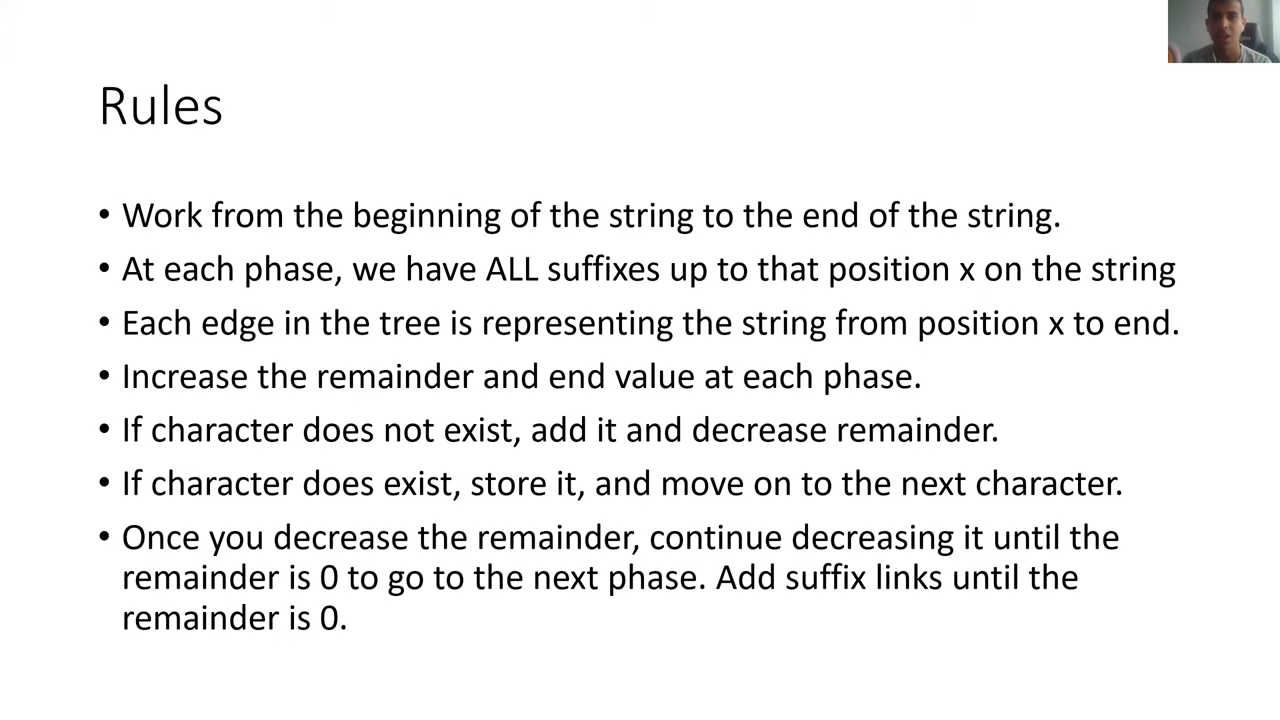 Rules
• Work from the beginning of the string to the end of the string.
• At each phase, we have ALL suffixes up to that position x on the string
• Each edge in the tree is representing the string from position x to end.
• Increase the remainder and end value at each phase.
• If character does not exist, add it and decrease remainder.
• If character does exist, store it, and move on to the next character.
• Once you decrease the remainder, continue decreasing it until the
remainder is 0 to go to the next phase. Add suffix links until the
remainder is 0.